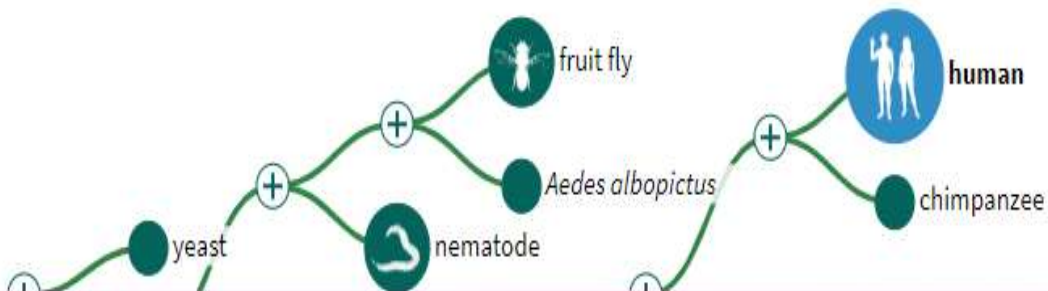 fruit fly
human
Aedes albopictus
chimpanzee
yeast
nematode